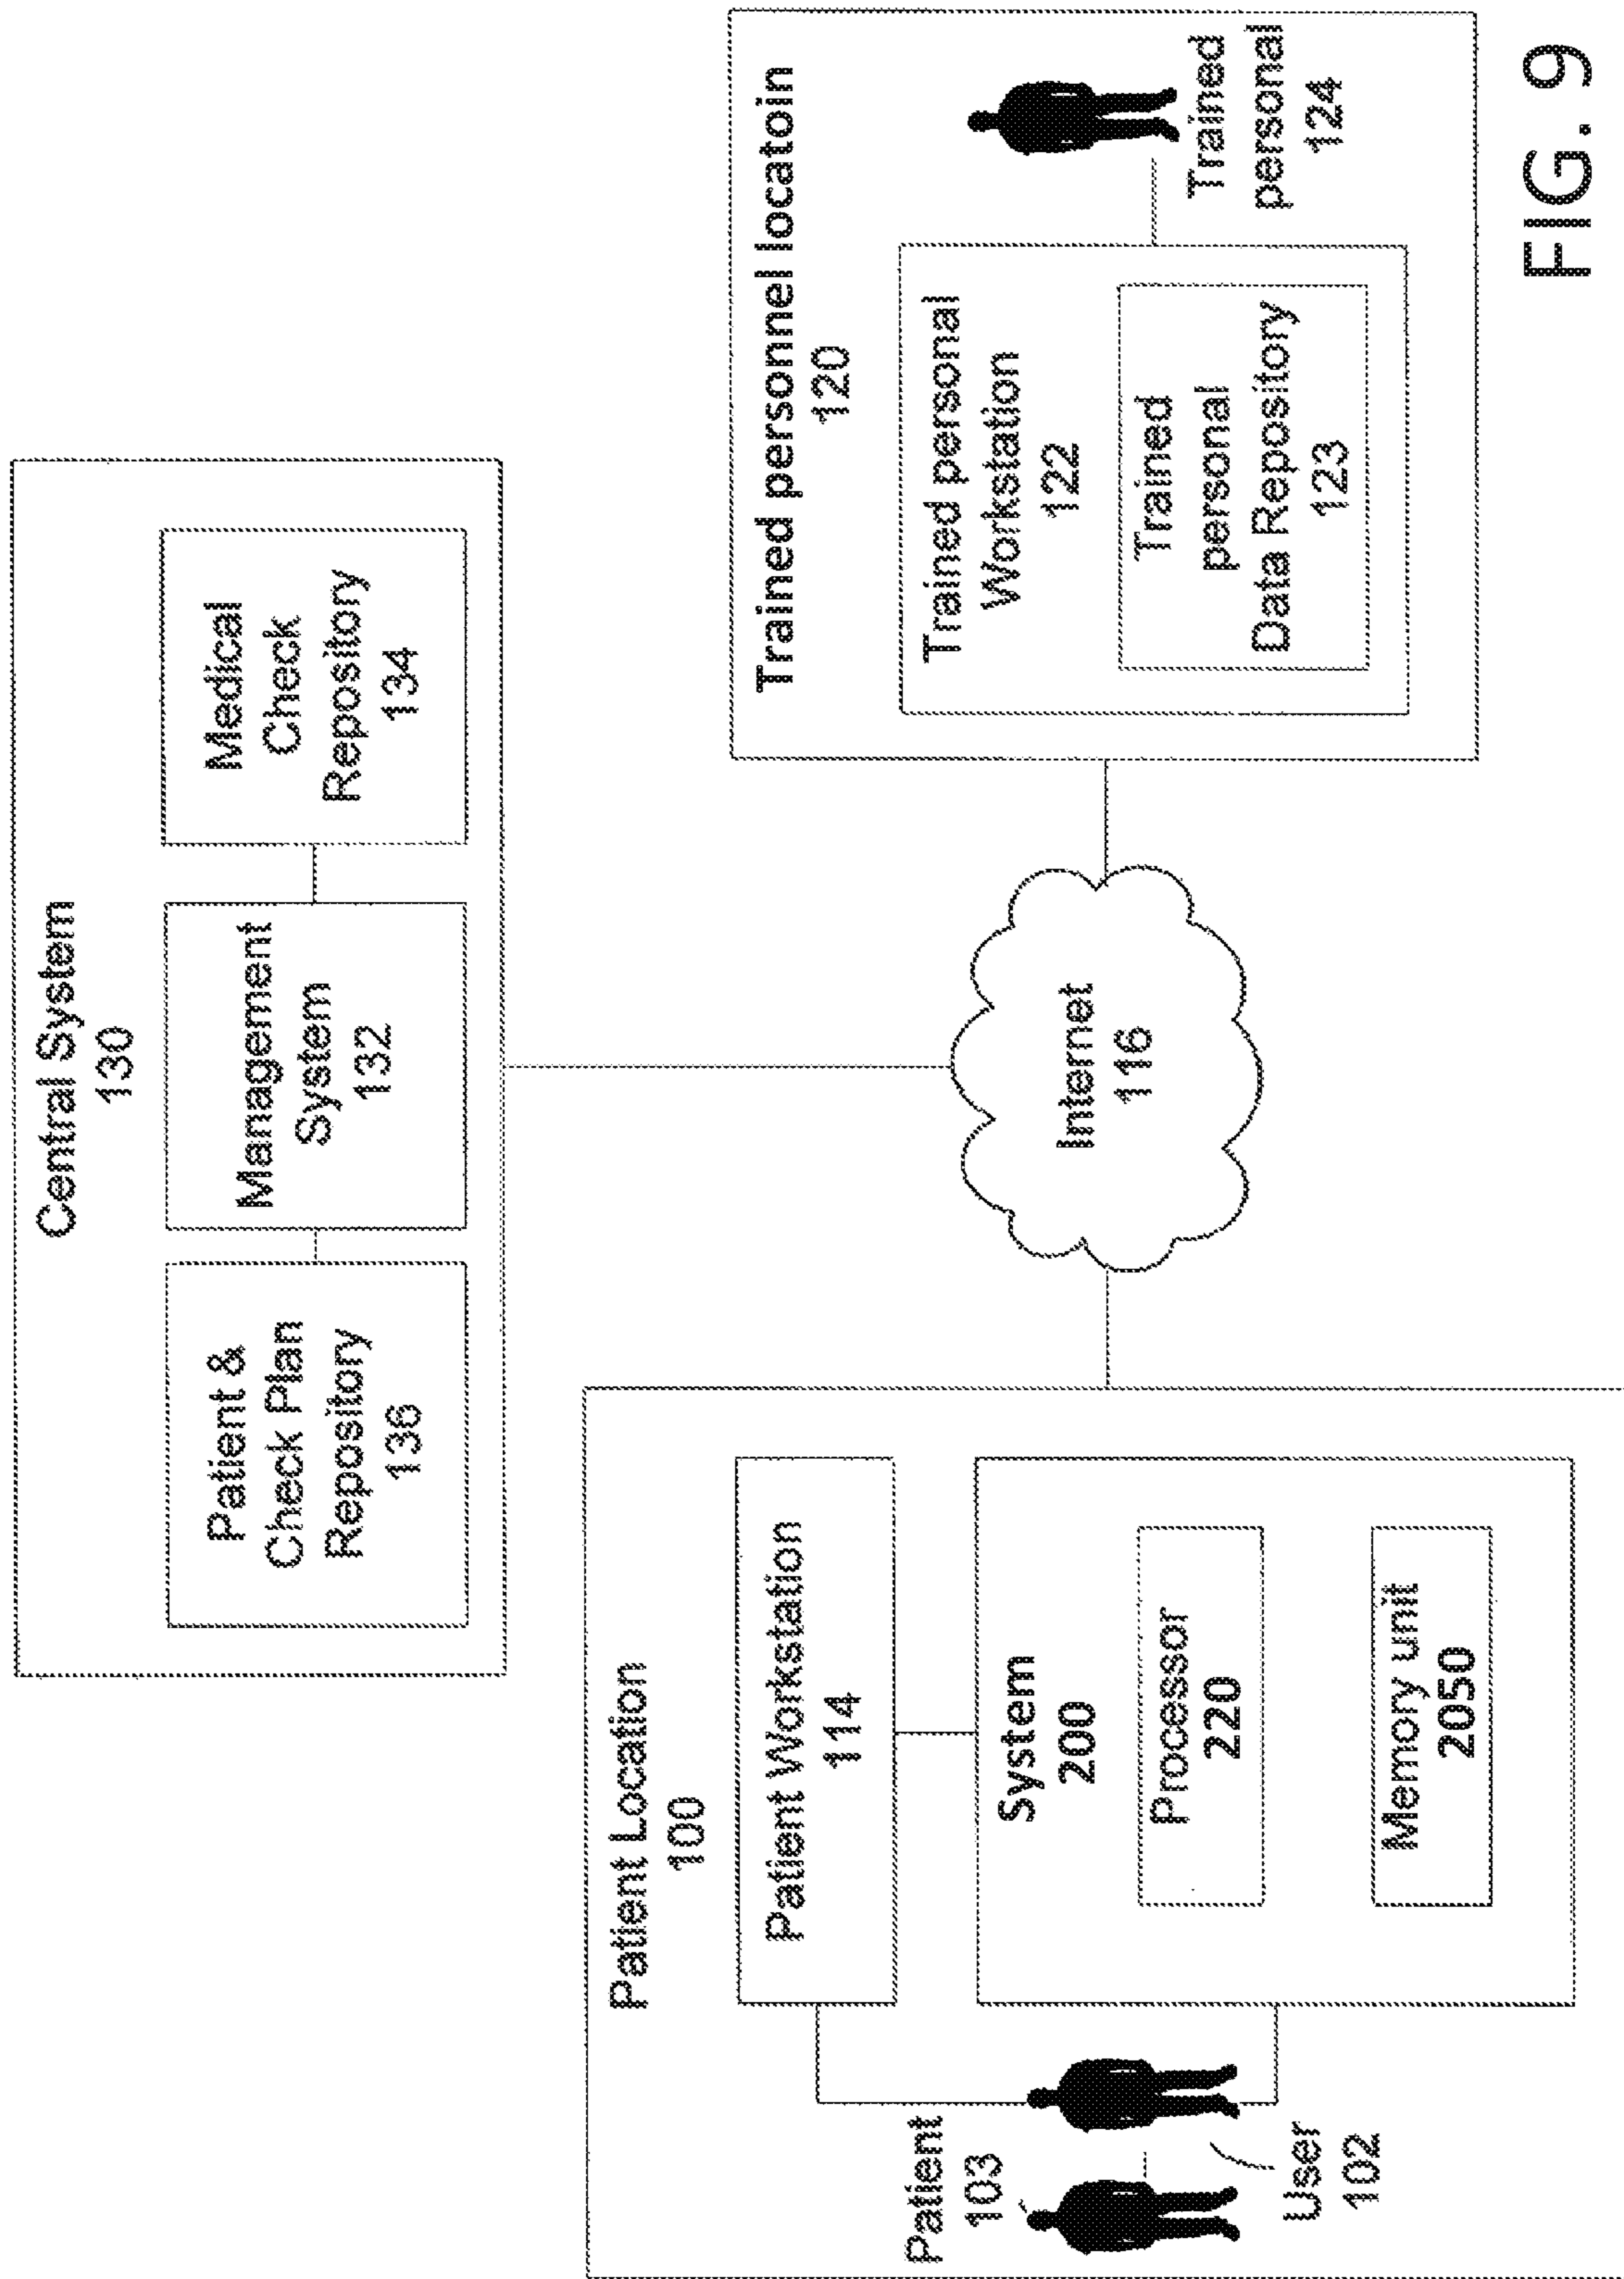 Central System
130
Patient &
Check Plan
Repository
136
Management
System
132
Medical
Check
Repository
134
Patient Location
100
Patient Workstation
114
System
200
Processor
220
Memory unit
2050
Patient
103
User
102
Internet
116
Trained personnel locatoin
120
Trained personal
Workstation
122
Trained
personal
Data Repository
123
Trained
personal
124
FIG. 9